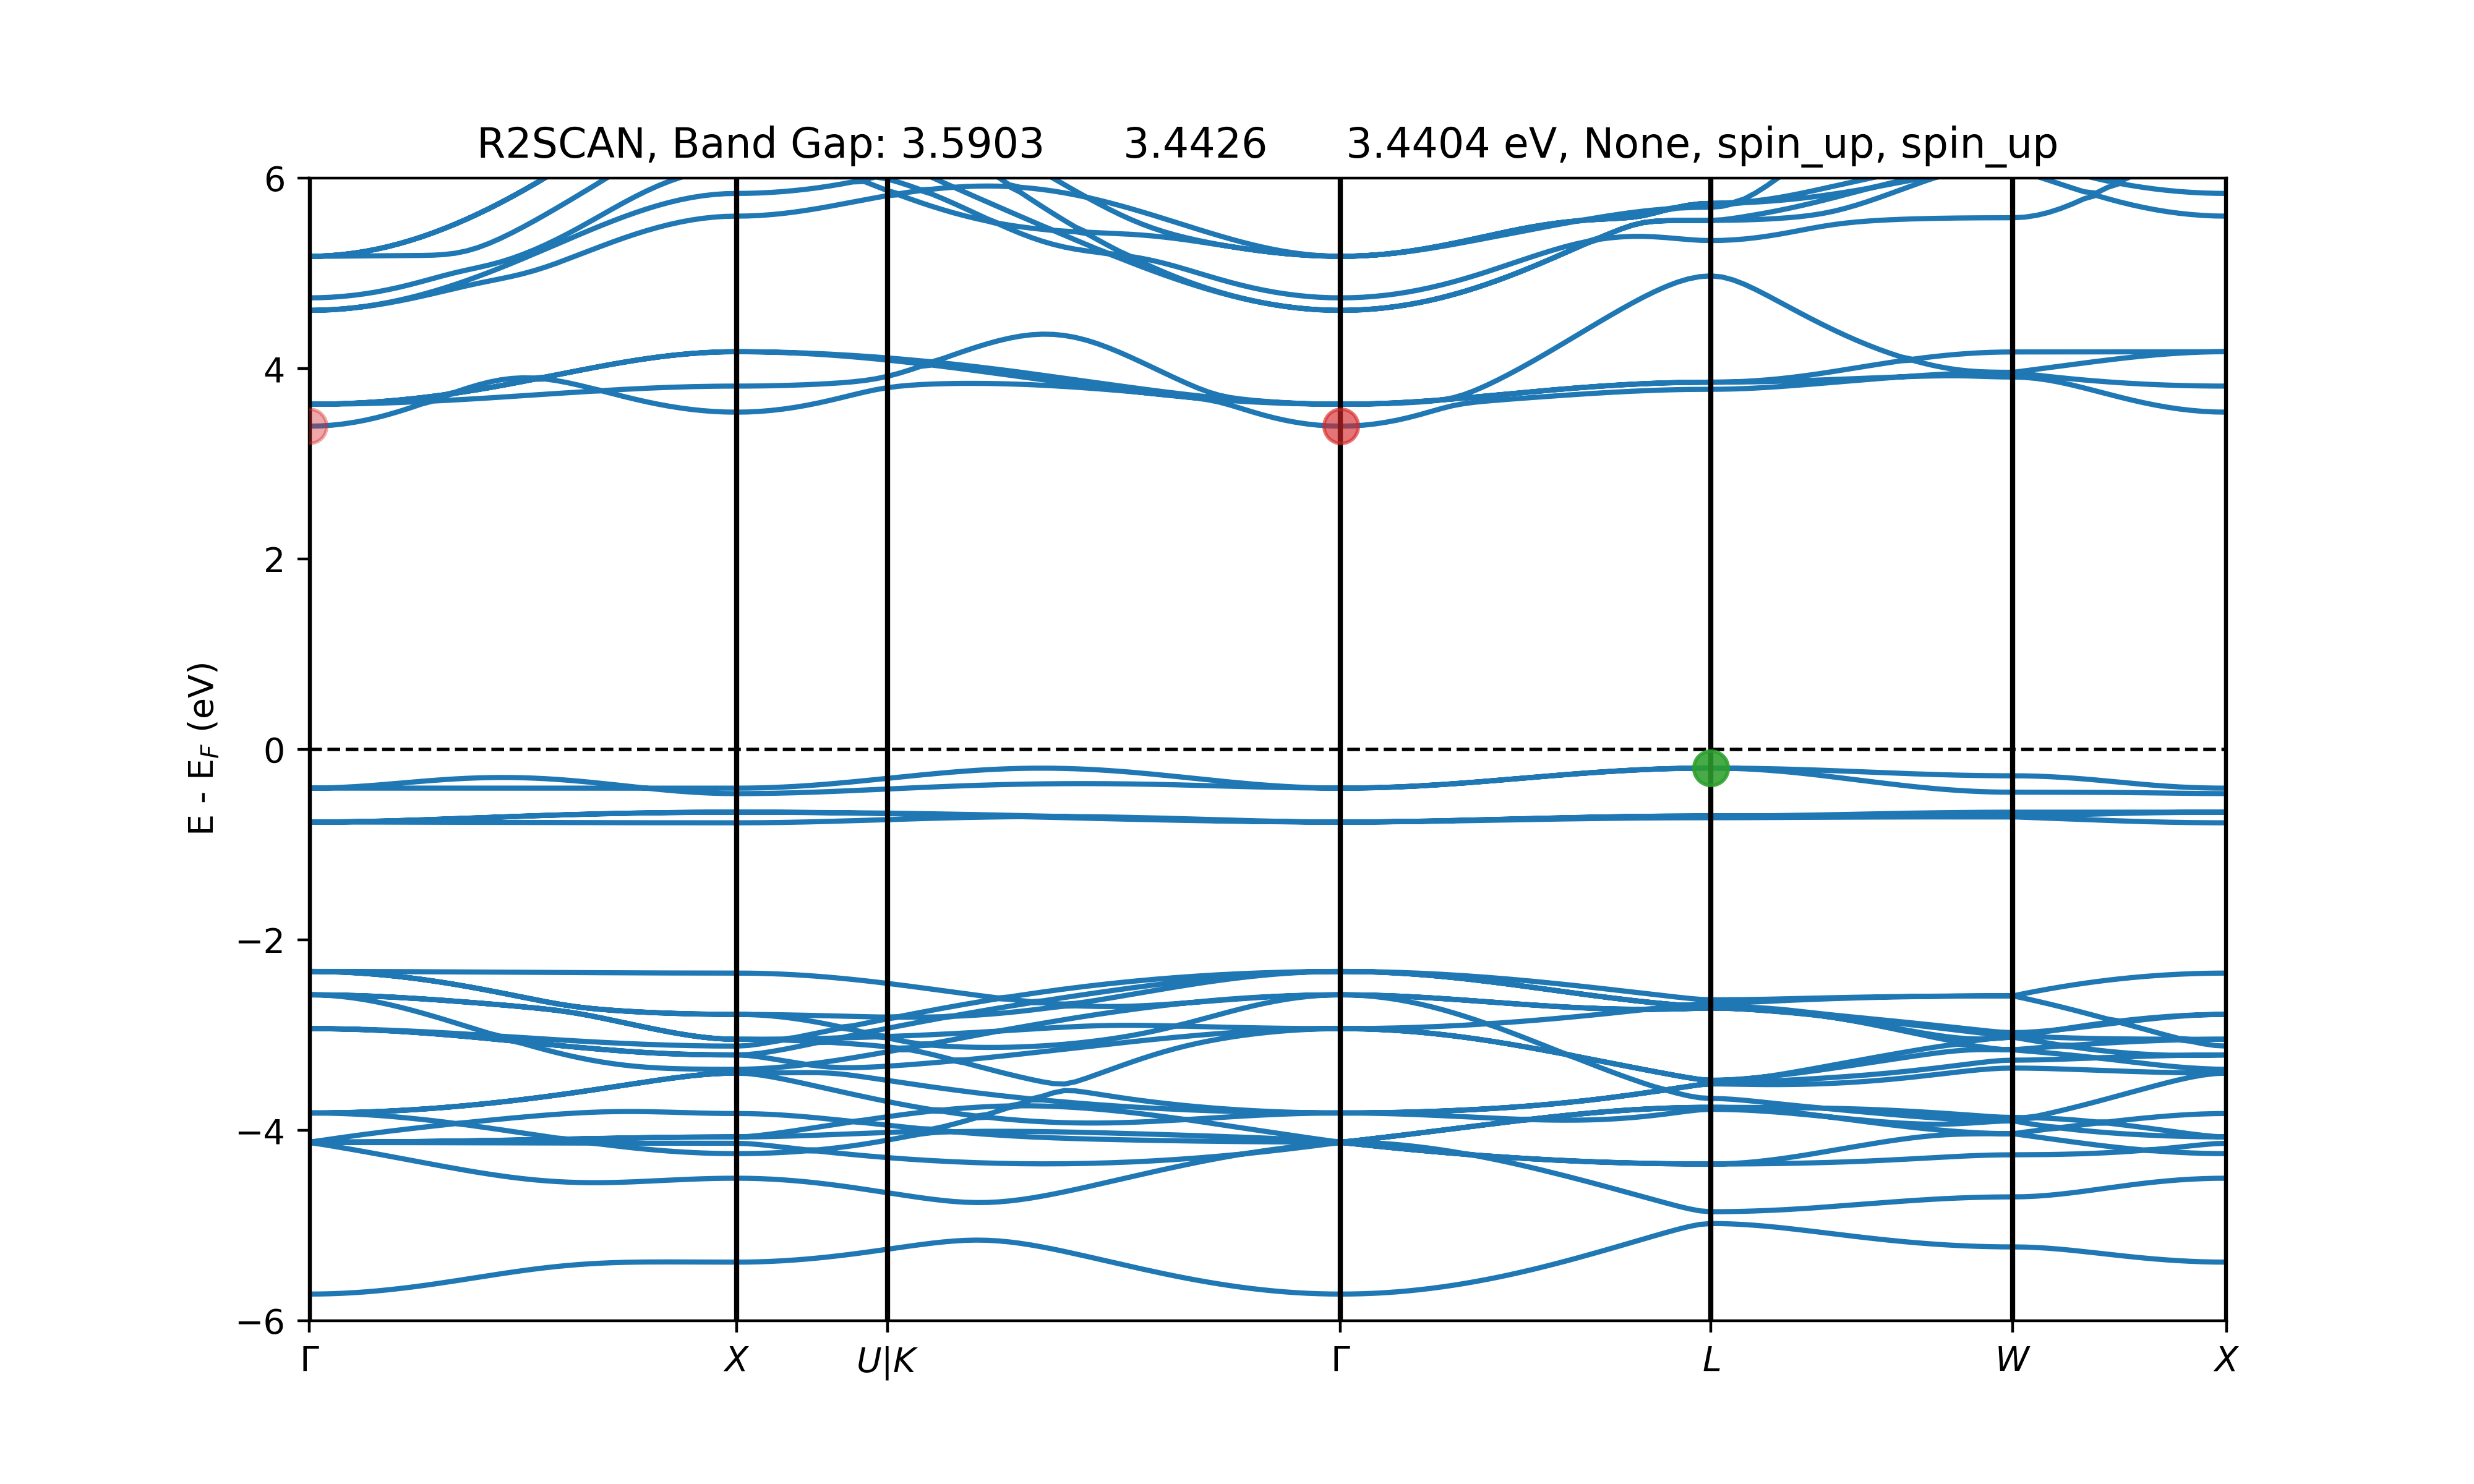 R2SCAN, Band Gap: 3.5903 3.4426 3.4404 eV, None, spin_up, spin_up
6
4
2
0
−2
−4
−6
E - E_F (eV)
Γ X U|K Γ L W X